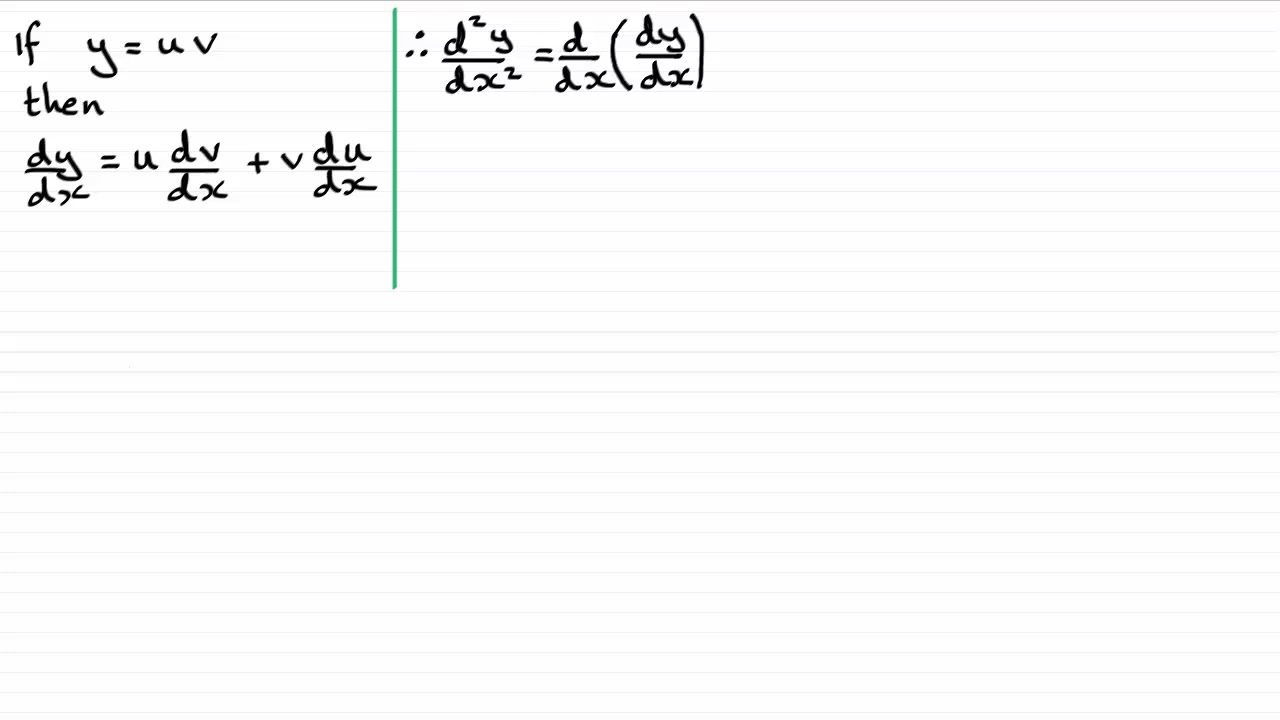 If y = uv
then
dy/dx = u dv/dx + v du/dx
∴ d²y/dx² = d/dx (dy/dx)